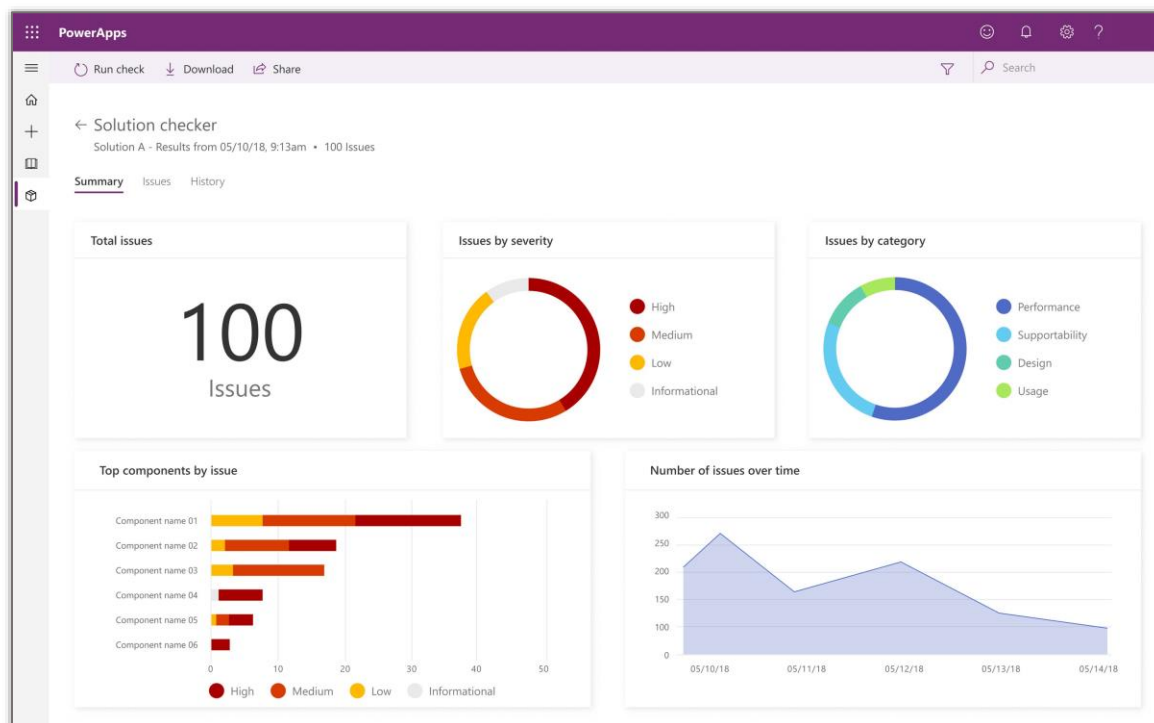 PowerApps
Run check Download Share Search
Solution checker
Solution A - Results from 05/10/18, 9:13am • 100 Issues
Summary Issues History
Total issues
100
Issues
Issues by severity
High
Medium
Low
Informational
Issues by category
Performance
Supportability
Design
Usage
Top components by issue
Component name 01
Component name 02
Component name 03
Component name 04
Component name 05
Component name 06
0 10 20 30 40 50
High Medium Low Informational
Number of issues over time
300
250
200
150
100
0
05/10/18 05/11/18 05/12/18 05/13/18 05/14/18